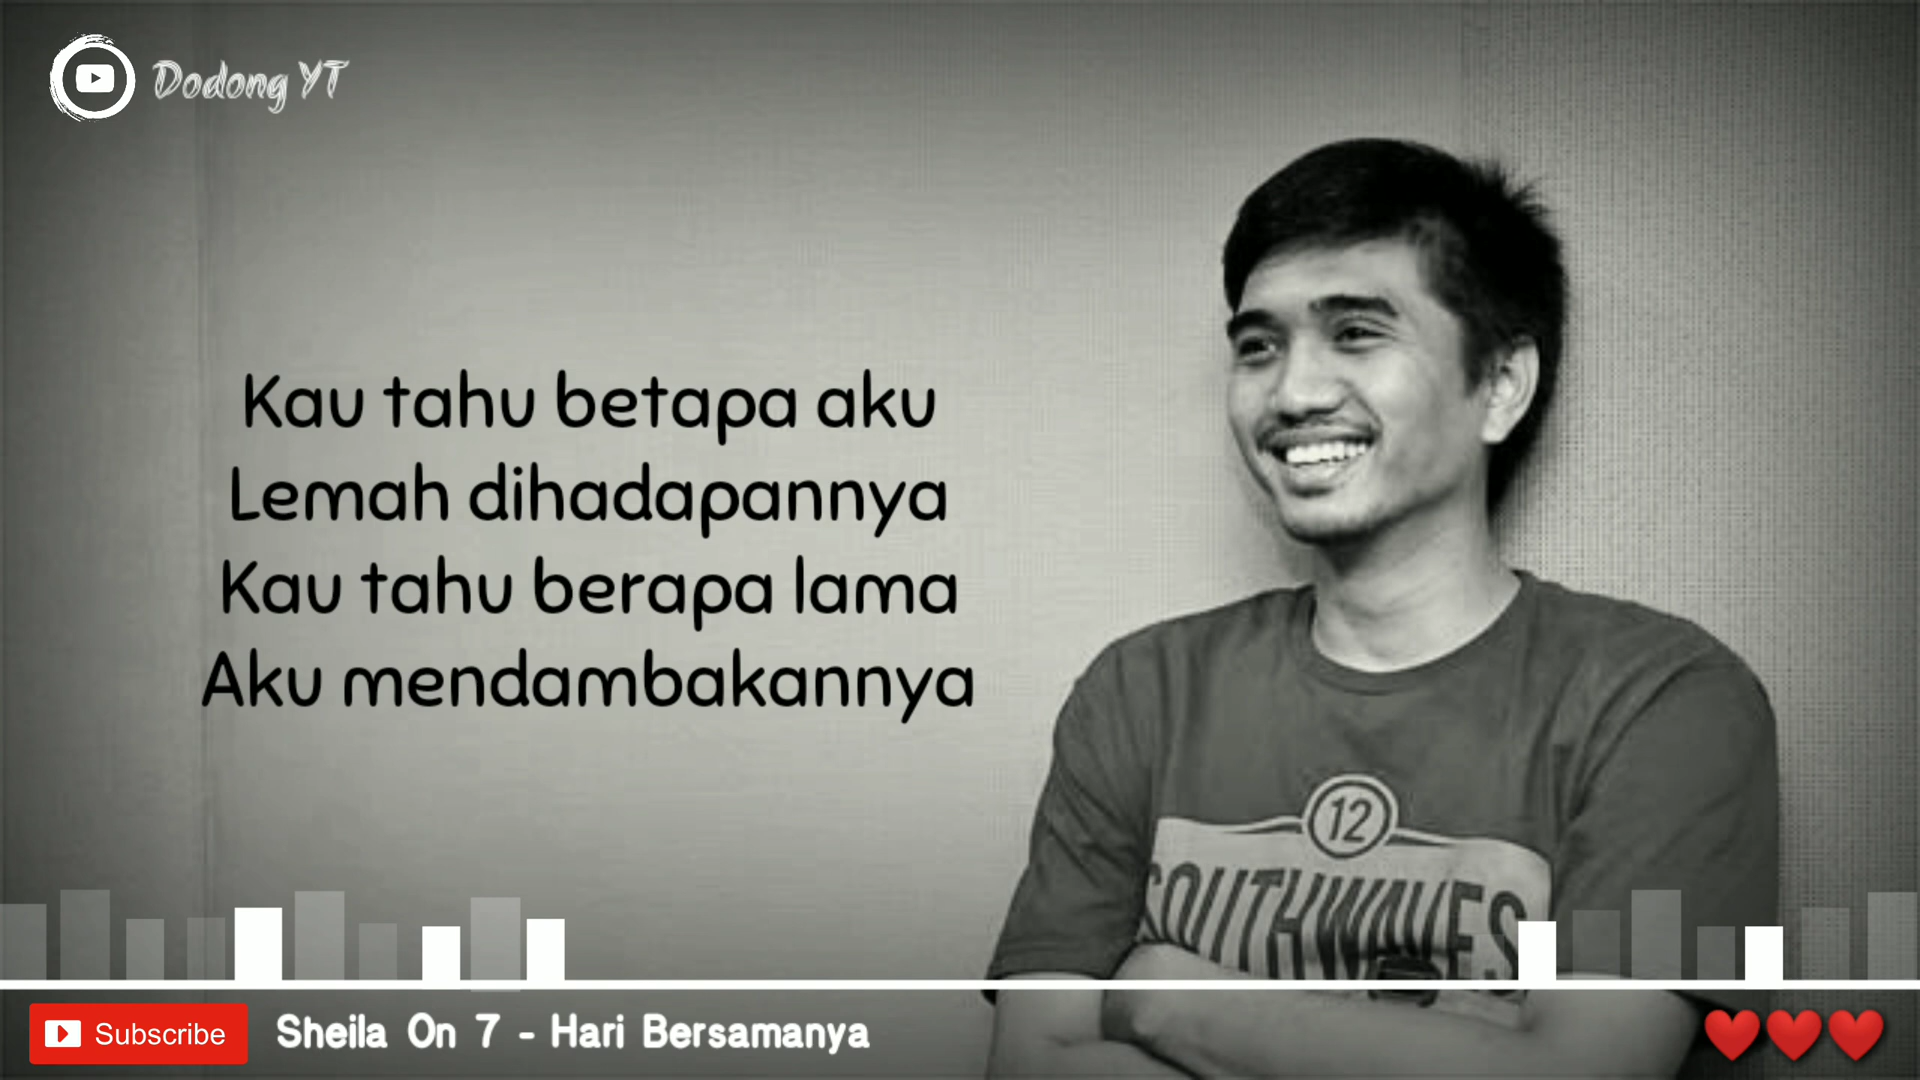 Dodong YT
Kau tahu betapa aku
Lemah dihadapannya
Kau tahu berapa lama
Aku mendambakannya
12
SOUTHWAVES
Subscribe
Sheila On 7 - Hari Bersamanya